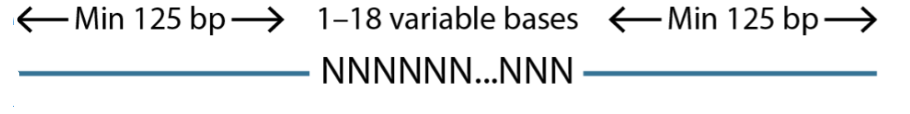 Min 125 bp 1–18 variable bases Min 125 bp
NNNNNN...NNN